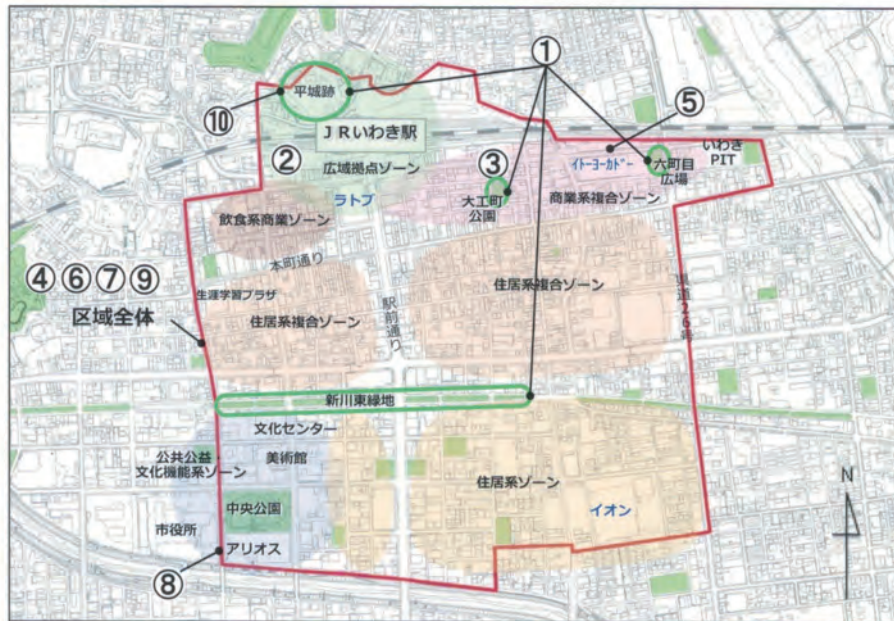 ①
平城跡
⑩
JRいわき駅
⑤
②
広域拠点ゾーン
③
イトーヨーカドー
六町目
広場
いわき
PIT
大工町
公園
商業系複合ゾーン
ラトブ
飲食系商業ゾーン
本町通り
④⑥⑦⑨
区域全体
生涯学習プラザ
住居系複合ゾーン
駅前通り
住居系複合ゾーン
県道26号
新川東緑地
文化センター
公共公益
文化機能系ゾーン
美術館
住居系ゾーン
中央公園
イオン
N
市役所
アリオス
⑧